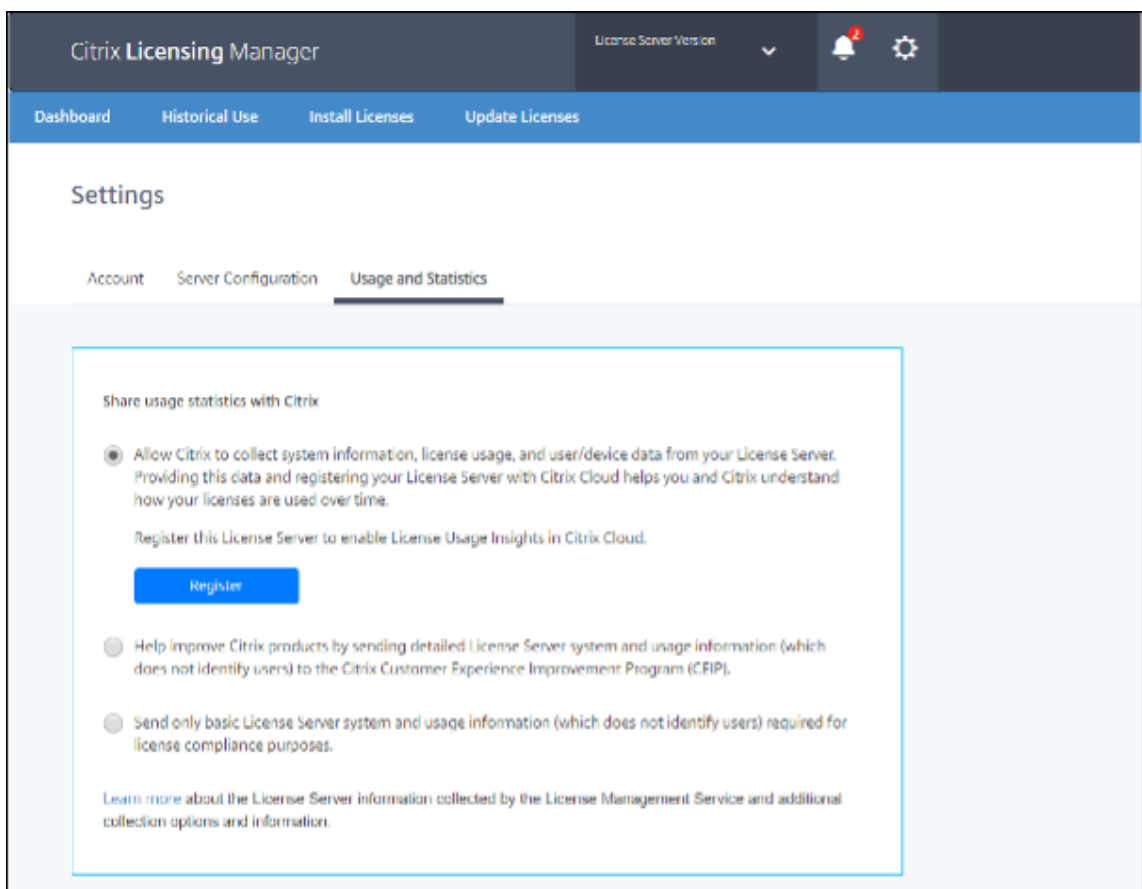 Citrix Licensing Manager
License Server Version
2
Dashboard Historical Use Install Licenses Update Licenses
Settings
Account Server Configuration Usage and Statistics
Share usage statistics with Citrix
Allow Citrix to collect system information, license usage, and user/device data from your License Server.
Providing this data and registering your License Server with Citrix Cloud helps you and Citrix understand
how your licenses are used over time.
Register this License Server to enable License Usage Insights in Citrix Cloud.
Register
Help improve Citrix products by sending detailed License Server system and usage information (which
does not identify users) to the Citrix Customer Experience Improvement Program (CEIP).
Send only basic License Server system and usage information (which does not identify users) required for
license compliance purposes.
Learn more about the License Server information collected by the License Management Service and additional
collection options and information.